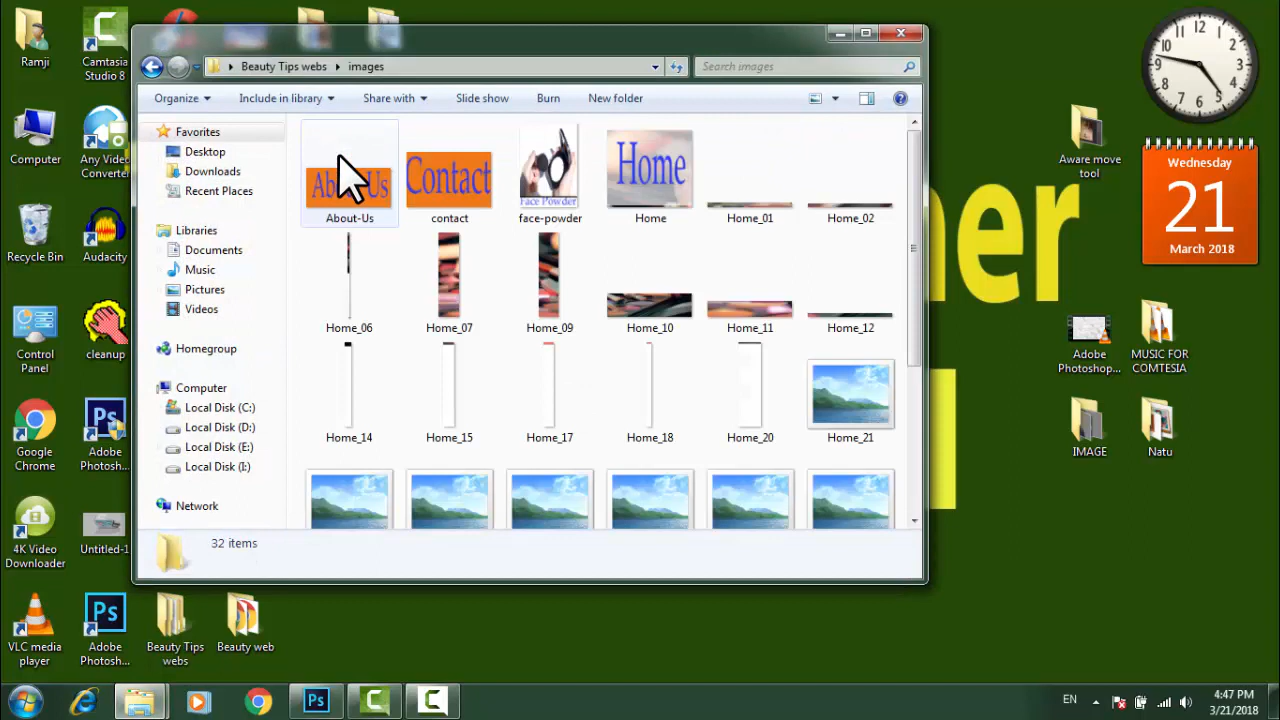 Ramji
Camtasia
Studio 8
Computer
Any Video
Converter
Recycle Bin
Audacity
Control
Panel
cleanup
Google
Chrome
Adobe
Photosh...
4K Video
Downloader
Untitled-1
VLC media
player
Adobe
Photosh...
Beauty Tips
webs
Beauty web
Beauty Tips webs
images
Search images
Organize
Include in library
Share with
Slide show
Burn
New folder
Favorites
Desktop
Downloads
Recent Places
Libraries
Documents
Music
Pictures
Videos
Homegroup
Computer
Local Disk (C:)
Local Disk (D:)
Local Disk (E:)
Local Disk (I:)
Network
Contact
Face Powder
Home
About-Us
contact
face-powder
Home
Home_01
Home_02
Home_06
Home_07
Home_09
Home_10
Home_11
Home_12
Home_14
Home_15
Home_17
Home_18
Home_20
Home_21
32 items
ner
Aware move
tool
12
Wednesday
21
March 2018
Adobe
Photoshop...
MUSIC FOR
COMTESIA
IMAGE
Natu
Ps
EN
4:47 PM
3/21/2018